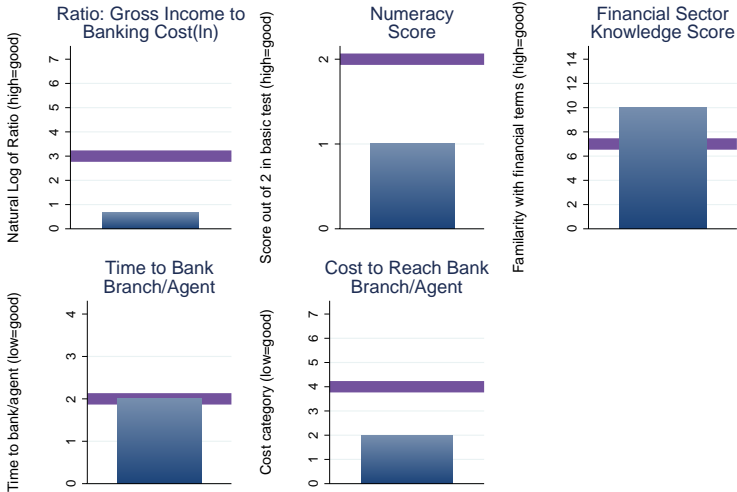 Ratio: Gross Income to
Banking Cost(ln)
Natural Log of Ratio (high=good)
7
6
5
4
3
2
1
0
Numeracy
Score
Score out of 2 in basic test (high=good)
2
1
0
Financial Sector
Knowledge Score
Familarity with financial terms (high=good)
14
12
10
8
6
4
2
0
Time to Bank
Branch/Agent
Time to bank/agent (low=good)
4
3
2
1
0
Cost to Reach Bank
Branch/Agent
Cost category (low=good)
7
6
5
4
3
2
1
0